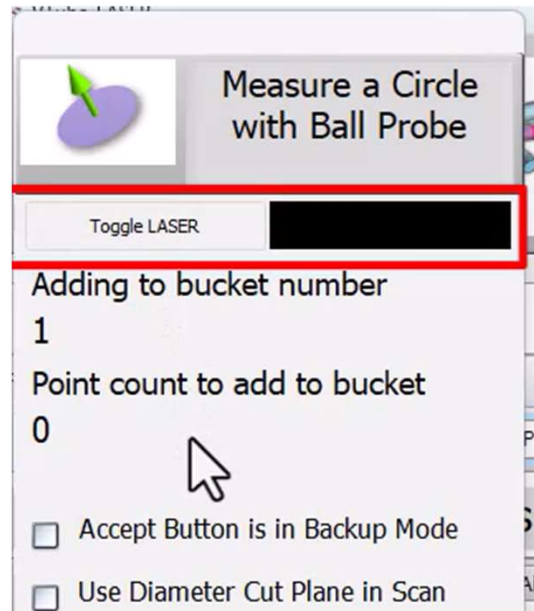 Measure a Circle
with Ball Probe
Toggle LASER
Adding to bucket number
1
Point count to add to bucket
0
Accept Button is in Backup Mode
Use Diameter Cut Plane in Scan